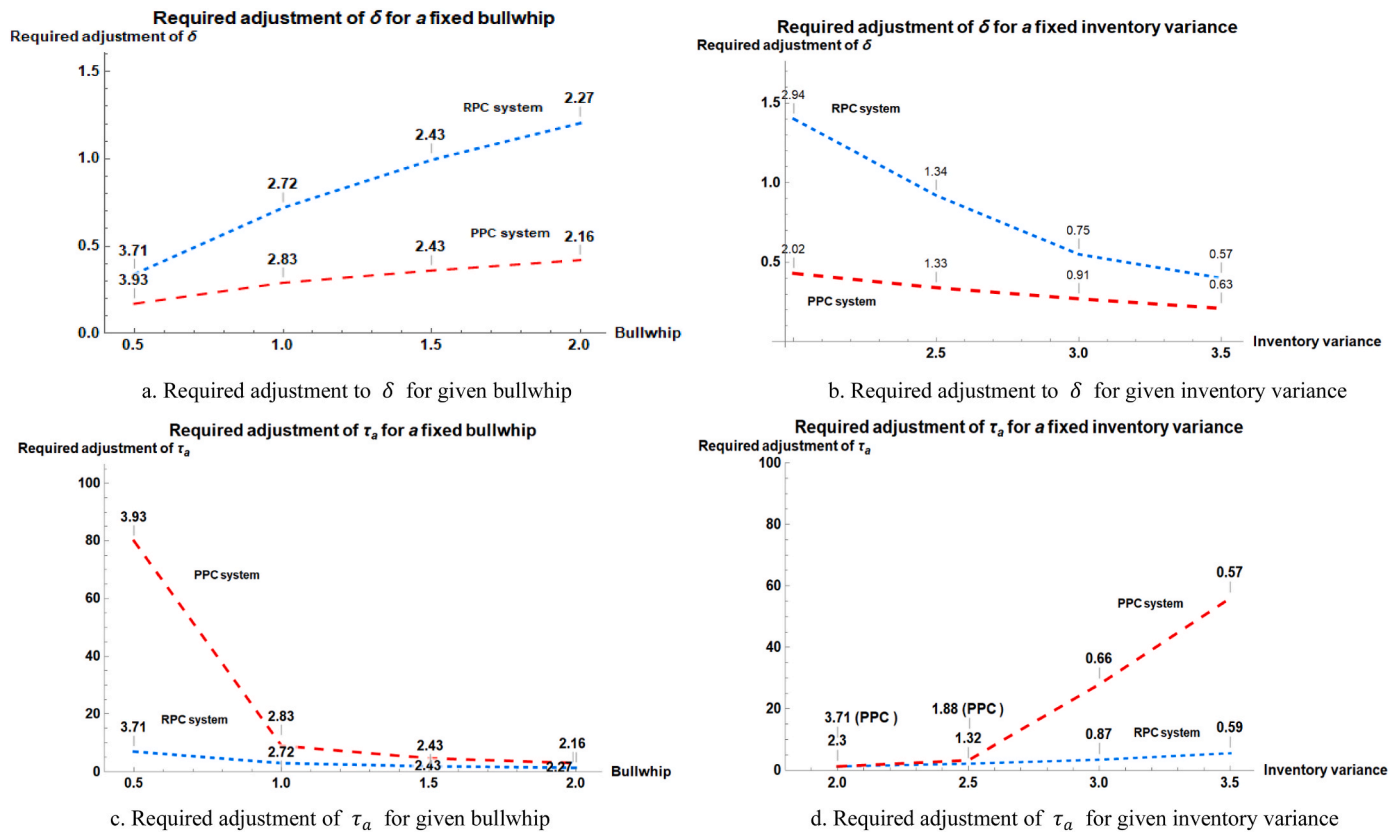 Required adjustment of δ for a fixed bullwhip
Required adjustment of δ
1.5
1.0
0.5
0.0
RPC system
PPC system
3.71
2.72
2.43
2.27
3.93
2.83
2.43
2.16
0.5
1.0
1.5
2.0
Bullwhip
a. Required adjustment to δ for given bullwhip
Required adjustment of δ for a fixed inventory variance
Required adjustment of δ
1.5
1.0
0.5
RPC system
PPC system
2.94
1.34
0.75
0.57
2.02
1.33
0.91
0.63
2.5
3.0
3.5
Inventory variance
b. Required adjustment to δ for given inventory variance
Required adjustment of τa for a fixed bullwhip
Required adjustment of τa
100
80
60
40
20
0
PPC system
RPC system
3.93
2.83
2.43
2.16
3.71
2.72
2.43
2.27
0.5
1.0
1.5
2.0
Bullwhip
c. Required adjustment of τa for given bullwhip
Required adjustment of τa for a fixed inventory variance
Required adjustment of τa
100
80
60
40
20
0
PPC system
RPC system
3.71 (PPC )
1.88 (PPC )
0.66
0.57
2.3
1.32
0.87
0.59
2.0
2.5
3.0
3.5
Inventory variance
d. Required adjustment of τa for given inventory variance